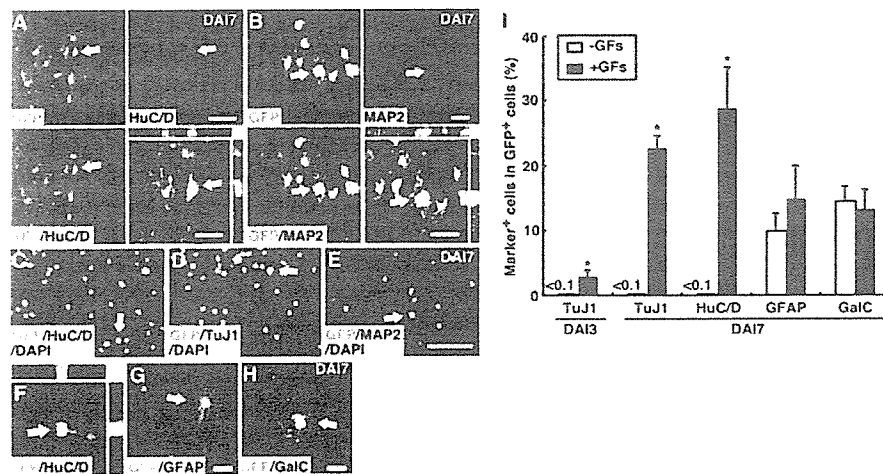 A
DAI7
B
DAI7
HuC/D
GFP
MAP2
/HuC/D
GFP/MAP2
C
D
E
DAI7
/HuC/D
/DAPI
GFP/TuJ1
/DAPI
GFP/MAP2
/DAPI
F
G
H
DAI7
/HuC/D
/GFAP
/GalC
I
-GFs
+GFs
Marker+ cells in GFP+ cells (%)
40
30
20
10
0
* * * 
<0.1 <0.1 <0.1
TuJ1 TuJ1 HuC/D GFAP GalC
DAI3 DAI7